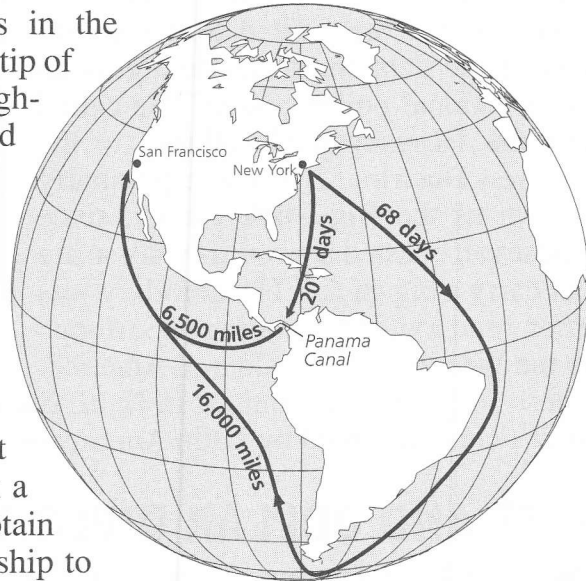 s in the
tip of
gh-
d
San Francisco
New York
68 days
20 days
6,500 miles
Panama
Canal
16,000 miles
t
a
tain
ship to